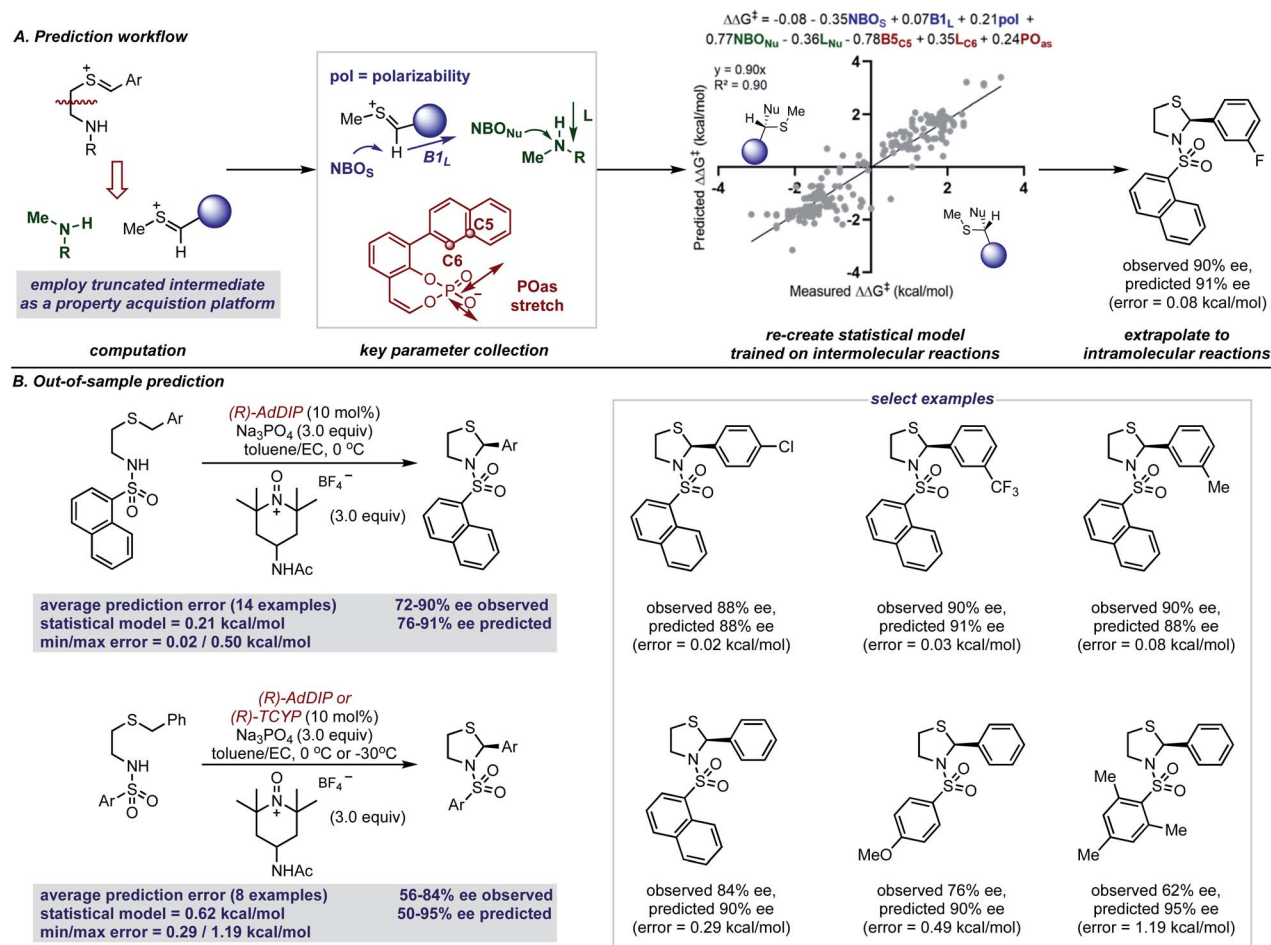 A. Prediction workflow
S
+
Ar
NH
R
Me
N
H
R
Me
S
+
H
employ truncated intermediate
as a property acquistion platform
computation
pol = polarizability
Me
S
+
C
H
NBOS
B1L
NBONu
H
L
N
Me
R
C5
C6
O
P
O
O
O
−
POas
stretch
key parameter collection
ΔΔG‡ = -0.08 - 0.35NBOS + 0.07B1L + 0.21pol +
0.77NBONu - 0.36LNu - 0.78B5C5 + 0.35LC6 + 0.24POas
y = 0.90x
R² = 0.90
4
2
-2
-4
-4
-2
2
4
Nu
H
C
S
Me
Me
Nu
H
S
C
Predicted ΔΔG‡ (kcal/mol)
Measured ΔΔG‡ (kcal/mol)
re-create statistical model
trained on intermolecular reactions
S
N
S
O
O
F
observed 90% ee,
predicted 91% ee
(error = 0.08 kcal/mol)
extrapolate to
intramolecular reactions
B. Out-of-sample prediction
S
Ar
NH
S
O
O
(R)-AdDIP (10 mol%)
Na3PO4 (3.0 equiv)
toluene/EC, 0 ºC
O
N
+
BF4−
(3.0 equiv)
NHAc
S
Ar
N
S
O
O
average prediction error (14 examples)
statistical model = 0.21 kcal/mol
min/max error = 0.02 / 0.50 kcal/mol
72-90% ee observed
76-91% ee predicted
S
Ph
NH
Ar
S
O
O
(R)-AdDIP or
(R)-TCYP (10 mol%)
Na3PO4 (3.0 equiv)
toluene/EC, 0 ºC or -30ºC
O
N
+
BF4−
(3.0 equiv)
NHAc
S
Ar
N
S
O
O
Ar
average prediction error (8 examples)
statistical model = 0.62 kcal/mol
min/max error = 0.29 / 1.19 kcal/mol
56-84% ee observed
50-95% ee predicted
select examples
S
N
S
O
O
Cl
observed 88% ee,
predicted 88% ee
(error = 0.02 kcal/mol)
S
N
S
O
O
CF3
observed 90% ee,
predicted 91% ee
(error = 0.03 kcal/mol)
S
N
S
O
O
Me
observed 90% ee,
predicted 88% ee
(error = 0.08 kcal/mol)
S
N
S
O
O
observed 84% ee,
predicted 90% ee
(error = 0.29 kcal/mol)
S
N
S
O
O
MeO
observed 76% ee,
predicted 90% ee
(error = 0.49 kcal/mol)
S
N
S
O
O
Me
Me
Me
observed 62% ee,
predicted 95% ee
(error = 1.19 kcal/mol)